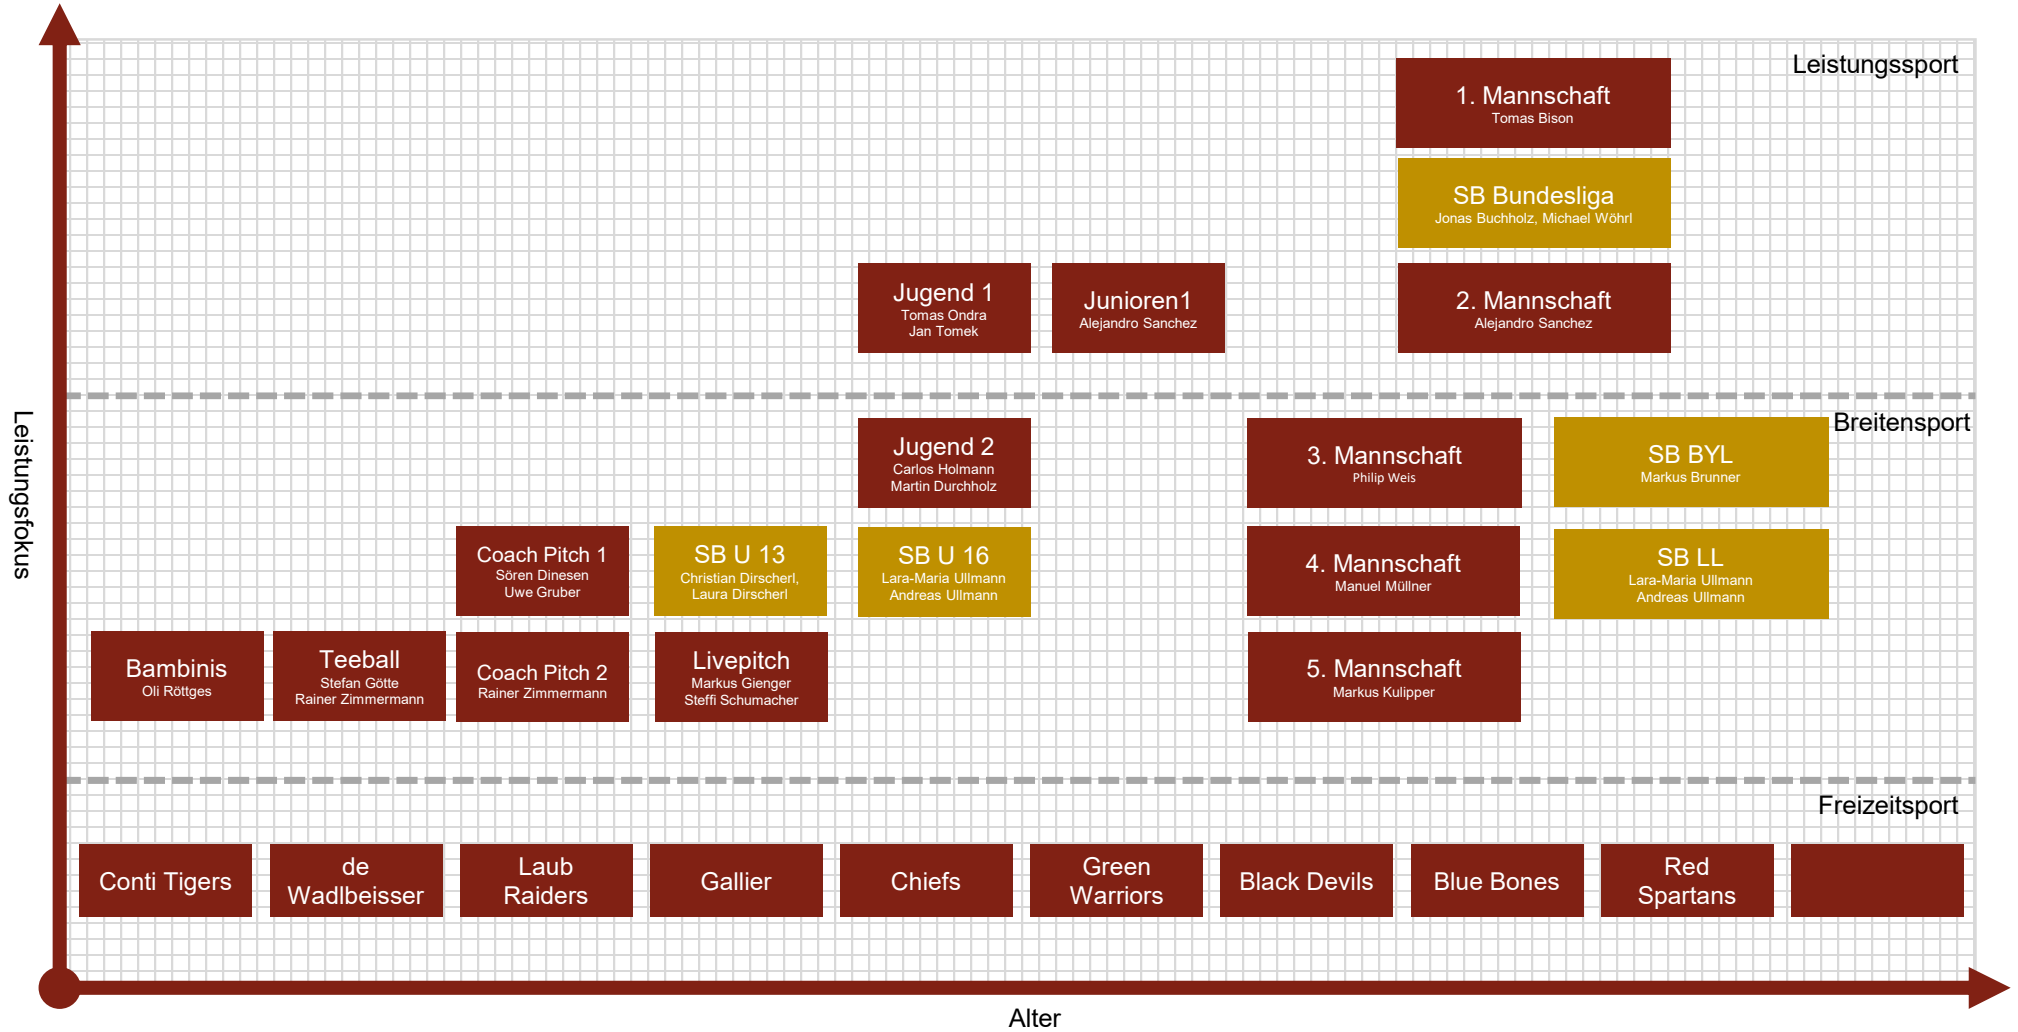 Leistungssport
1. Mannschaft
Tomas Bison
SB Bundesliga
Jonas Buchholz, Michael Wöhrl
Jugend 1
Tomas Ondra
Jan Tomek
Junioren1
Alejandro Sanchez
2. Mannschaft
Alejandro Sanchez
Leistungsfokus
Breitensport
Jugend 2
Carlos Holmann
Martin Durchholz
3. Mannschaft
Philip Weis
SB BYL
Markus Brunner
Coach Pitch 1
Sören Dinesen
Uwe Gruber
SB U 13
Christian Dirscherl,
Laura Dirscherl
SB U 16
Lara-Maria Ullmann
Andreas Ullmann
4. Mannschaft
Manuel Müllner
SB LL
Lara-Maria Ullmann
Andreas Ullmann
Bambinis
Oli Röttges
Teeball
Stefan Götte
Rainer Zimmermann
Coach Pitch 2
Rainer Zimmermann
Livepitch
Markus Gienger
Steffi Schumacher
5. Mannschaft
Markus Kulipper
Freizeitsport
Conti Tigers
de
Wadlbeisser
Laub
Raiders
Gallier
Chiefs
Green
Warriors
Black Devils
Blue Bones
Red
Spartans
Alter